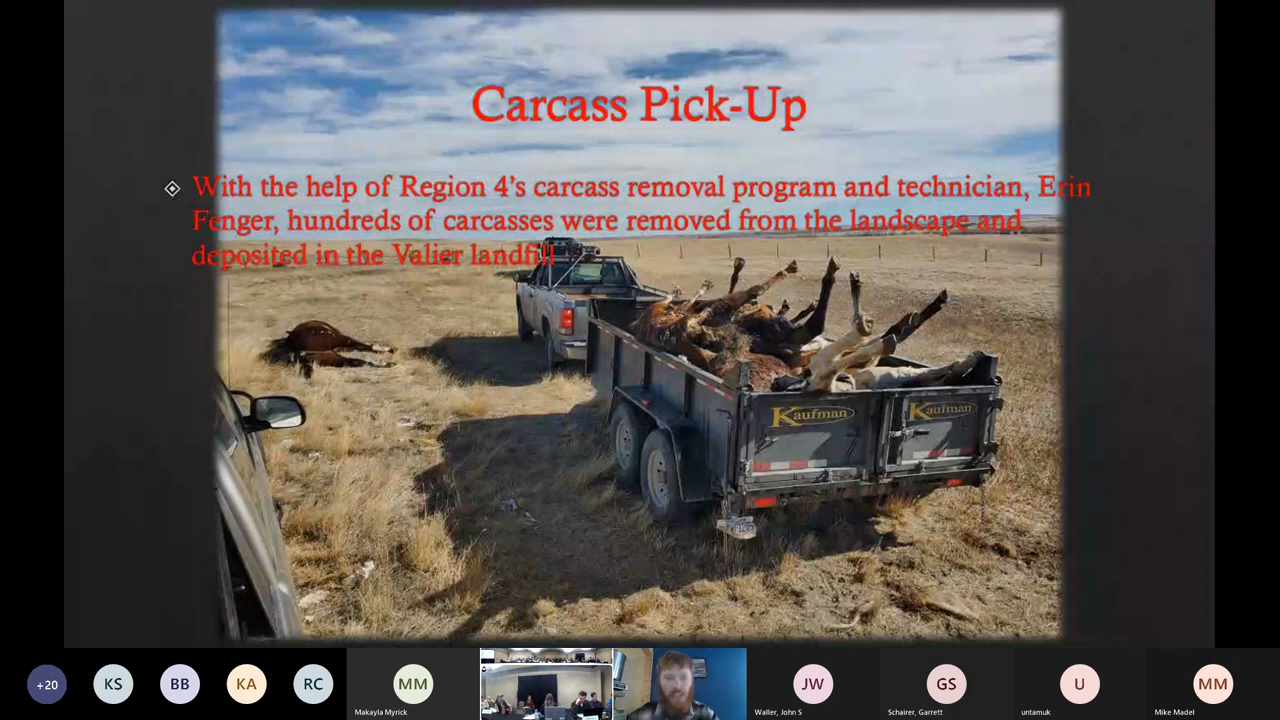 Carcass Pick-Up
With the help of Region 4's carcass removal program and technician, Erin
Fenger, hundreds of carcasses were removed from the landscape and
deposited in the Valier landfill
Kaufman
Kaufman
+20
KS
BB
KA
RC
MM
JW
GS
U
MM
Makayla Myrick
Waller, John S
Schairer, Garrett
untamuk
Mike Madel